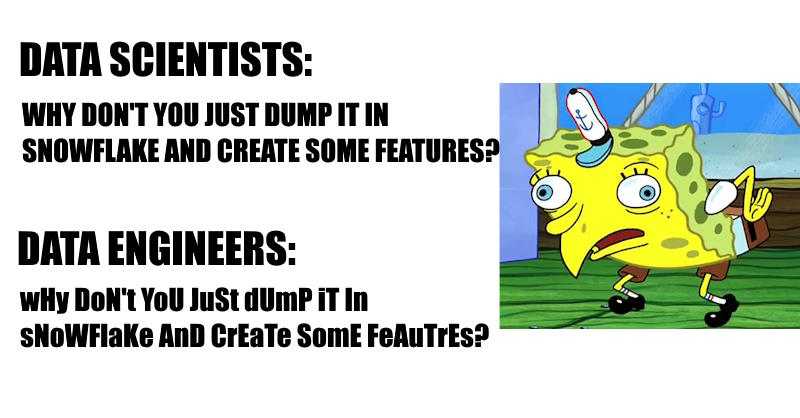 DATA SCIENTISTS:
WHY DON'T YOU JUST DUMP IT IN
SNOWFLAKE AND CREATE SOME FEATURES?
DATA ENGINEERS:
wHy DoN't YoU JuSt dUmP iT In
sNoWFlaKe AnD CrEaTe SomE FeAuTrEs?